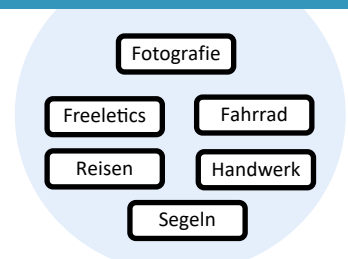 Fotografie
Freeletics
Fahrrad
Reisen
Handwerk
Segeln